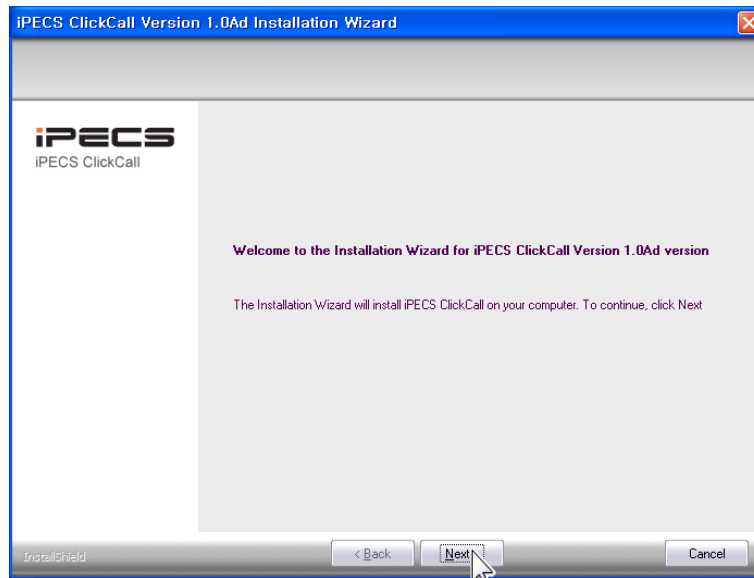 iPECS ClickCall Version 1.0Ad Installation Wizard
iPECS
iPECS ClickCall
Welcome to the Installation Wizard for iPECS ClickCall Version 1.0Ad version
The Installation Wizard will install iPECS ClickCall on your computer. To continue, click Next
InstallShield
< Back
Next
Cancel